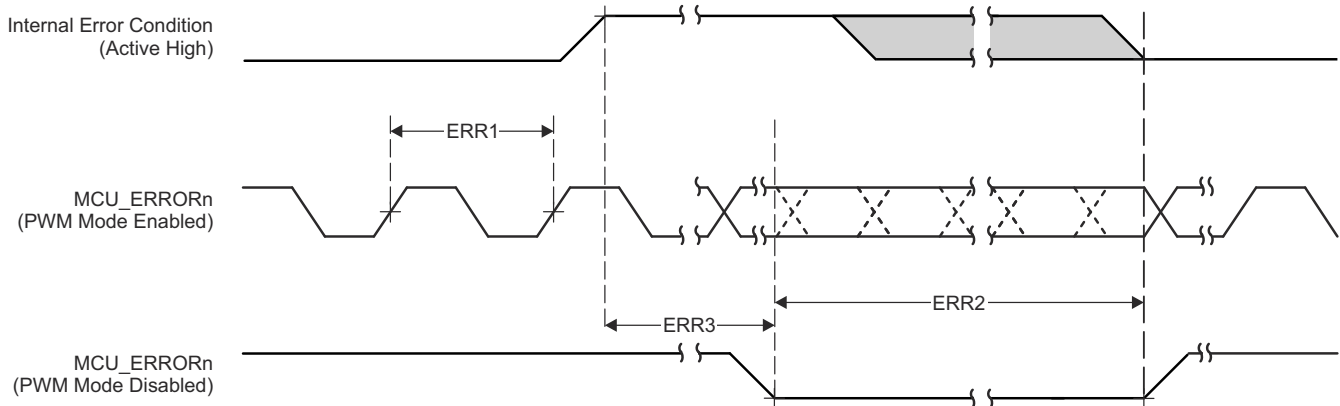 Internal Error Condition
(Active High)
ERR1
MCU_ERRORn
(PWM Mode Enabled)
ERR2
ERR3
MCU_ERRORn
(PWM Mode Disabled)